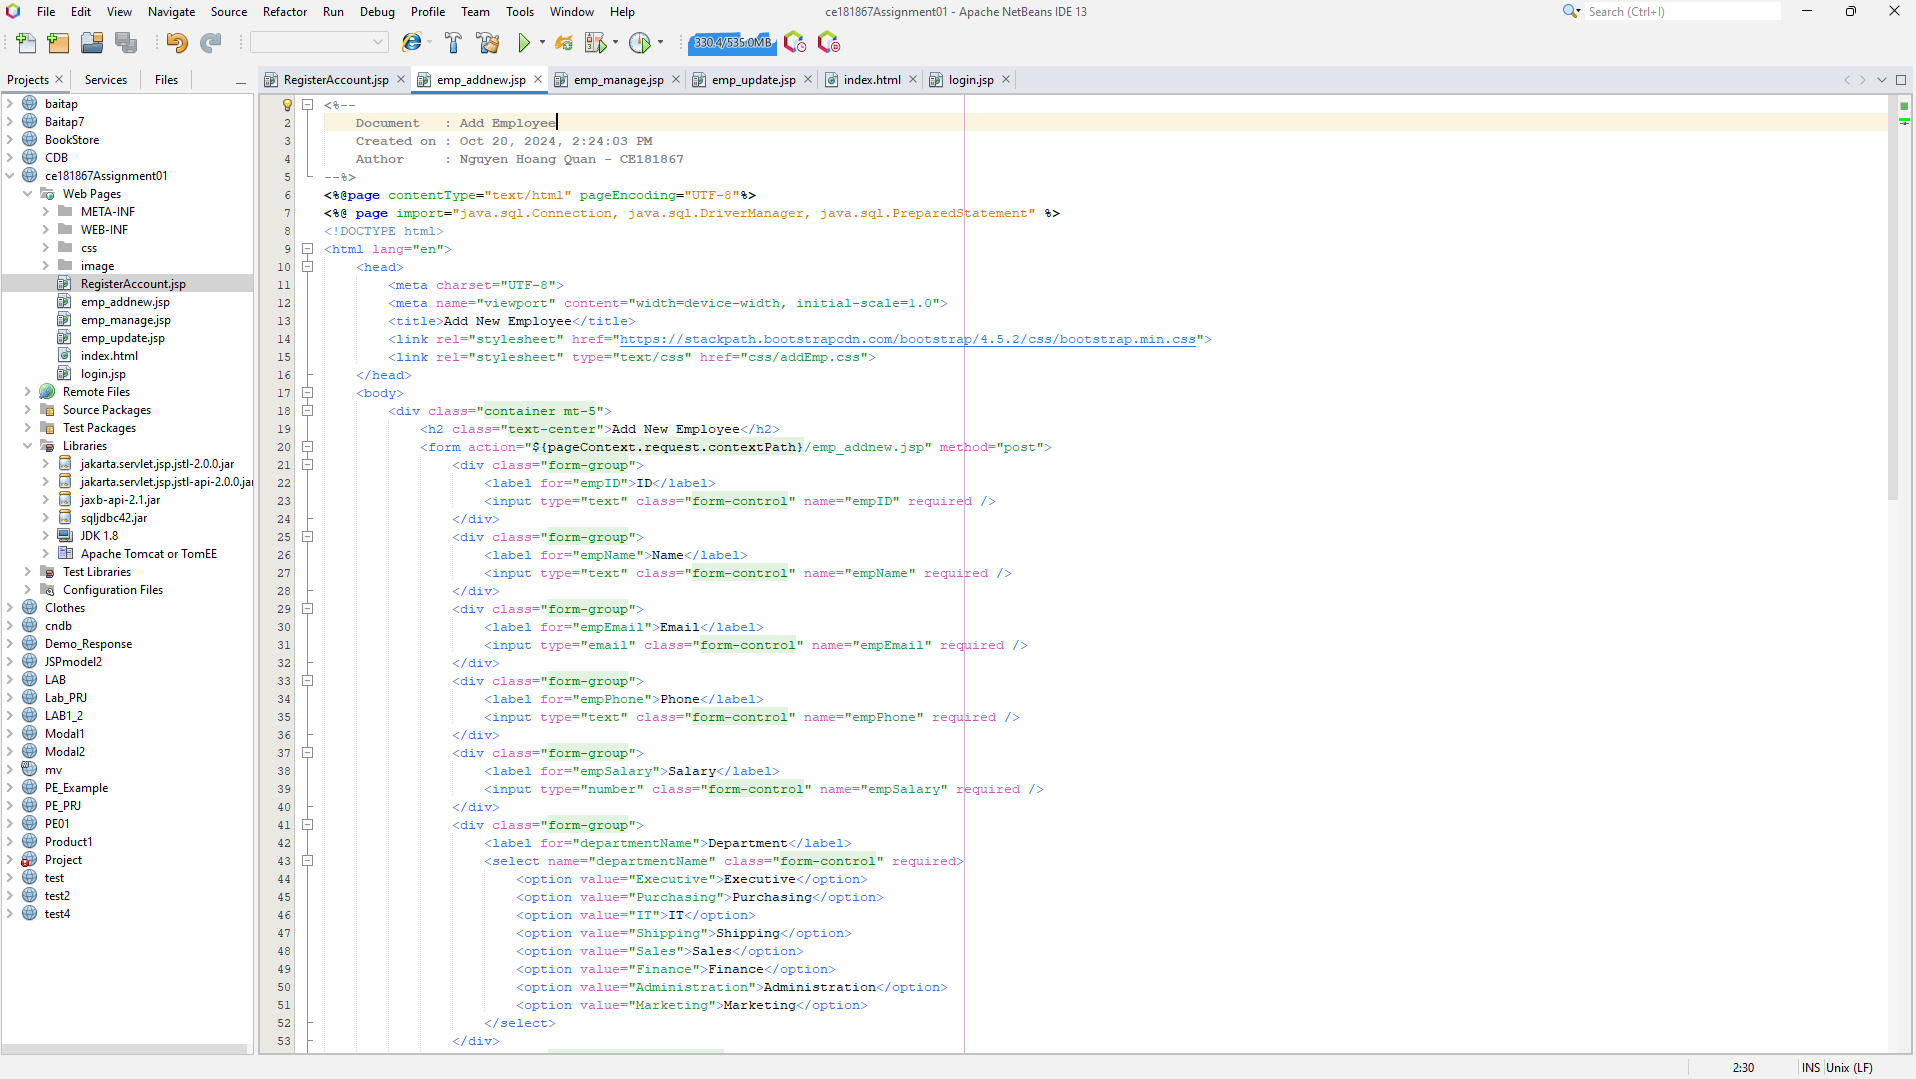 File Edit View Navigate Source Refactor Run Debug Profile Team Tools Window Help
ce181867Assignment01 - Apache NetBeans IDE 13
Search (Ctrl+I)
330.4/535.0MB
Projects Services Files
RegisterAccount.jsp emp_addnew.jsp emp_manage.jsp emp_update.jsp index.html login.jsp
baitap
Baitap7
BookStore
CDB
ce181867Assignment01
Web Pages
META-INF
WEB-INF
css
image
RegisterAccount.jsp
emp_addnew.jsp
emp_manage.jsp
emp_update.jsp
index.html
login.jsp
Remote Files
Source Packages
Test Packages
Libraries
jakarta.servlet.jsp.jstl-2.0.0.jar
jakarta.servlet.jsp.jstl-api-2.0.0.jar
jaxb-api-2.1.jar
sqljdbc42.jar
JDK 1.8
Apache Tomcat or TomEE
Test Libraries
Configuration Files
Clothes
cndb
Demo_Response
JSPmodel2
LAB
Lab_PRJ
LAB1_2
Modal1
Modal2
mv
PE_Example
PE_PRJ
PE01
Product1
Project
test
test2
test4
<%--
2 Document : Add Employee
3 Created on : Oct 20, 2024, 2:24:03 PM
4 Author : Nguyen Hoang Quan - CE181867
5 --%>
6 <%@page contentType="text/html" pageEncoding="UTF-8"%>
7 <%@ page import="java.sql.Connection, java.sql.DriverManager, java.sql.PreparedStatement" %>
8 <!DOCTYPE html>
9 <html lang="en">
10 <head>
11 <meta charset="UTF-8">
12 <meta name="viewport" content="width=device-width, initial-scale=1.0">
13 <title>Add New Employee</title>
14 <link rel="stylesheet" href="https://stackpath.bootstrapcdn.com/bootstrap/4.5.2/css/bootstrap.min.css">
15 <link rel="stylesheet" type="text/css" href="css/addEmp.css">
16 </head>
17 <body>
18 <div class="container mt-5">
19 <h2 class="text-center">Add New Employee</h2>
20 <form action="${pageContext.request.contextPath}/emp_addnew.jsp" method="post">
21 <div class="form-group">
22 <label for="empID">ID</label>
23 <input type="text" class="form-control" name="empID" required />
24 </div>
25 <div class="form-group">
26 <label for="empName">Name</label>
27 <input type="text" class="form-control" name="empName" required />
28 </div>
29 <div class="form-group">
30 <label for="empEmail">Email</label>
31 <input type="email" class="form-control" name="empEmail" required />
32 </div>
33 <div class="form-group">
34 <label for="empPhone">Phone</label>
35 <input type="text" class="form-control" name="empPhone" required />
36 </div>
37 <div class="form-group">
38 <label for="empSalary">Salary</label>
39 <input type="number" class="form-control" name="empSalary" required />
40 </div>
41 <div class="form-group">
42 <label for="departmentName">Department</label>
43 <select name="departmentName" class="form-control" required>
44 <option value="Executive">Executive</option>
45 <option value="Purchasing">Purchasing</option>
46 <option value="IT">IT</option>
47 <option value="Shipping">Shipping</option>
48 <option value="Sales">Sales</option>
49 <option value="Finance">Finance</option>
50 <option value="Administration">Administration</option>
51 <option value="Marketing">Marketing</option>
52 </select>
53 </div>
2:30 INS Unix (LF)